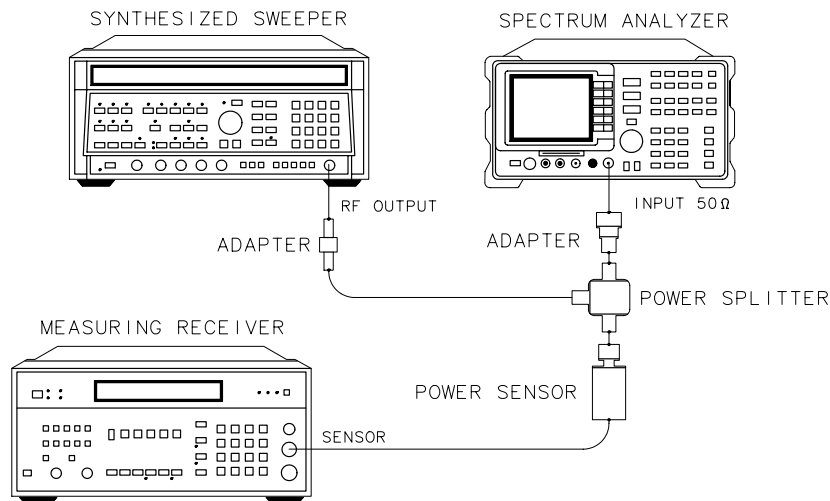 SYNTHESIZED SWEEPER
SPECTRUM ANALYZER
RF OUTPUT
INPUT 50Ω
ADAPTER
ADAPTER
POWER SPLITTER
MEASURING RECEIVER
POWER SENSOR
SENSOR